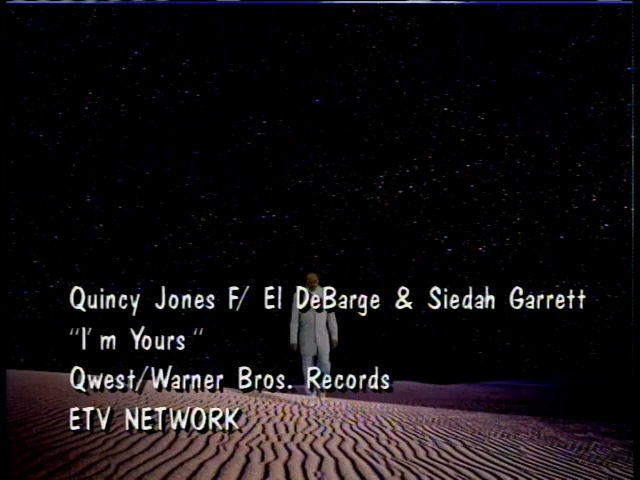 Quincy Jones F/ El DeBarge & Siedah Garrett
"I'm Yours"
Qwest/Warner Bros. Records
ETV NETWORK